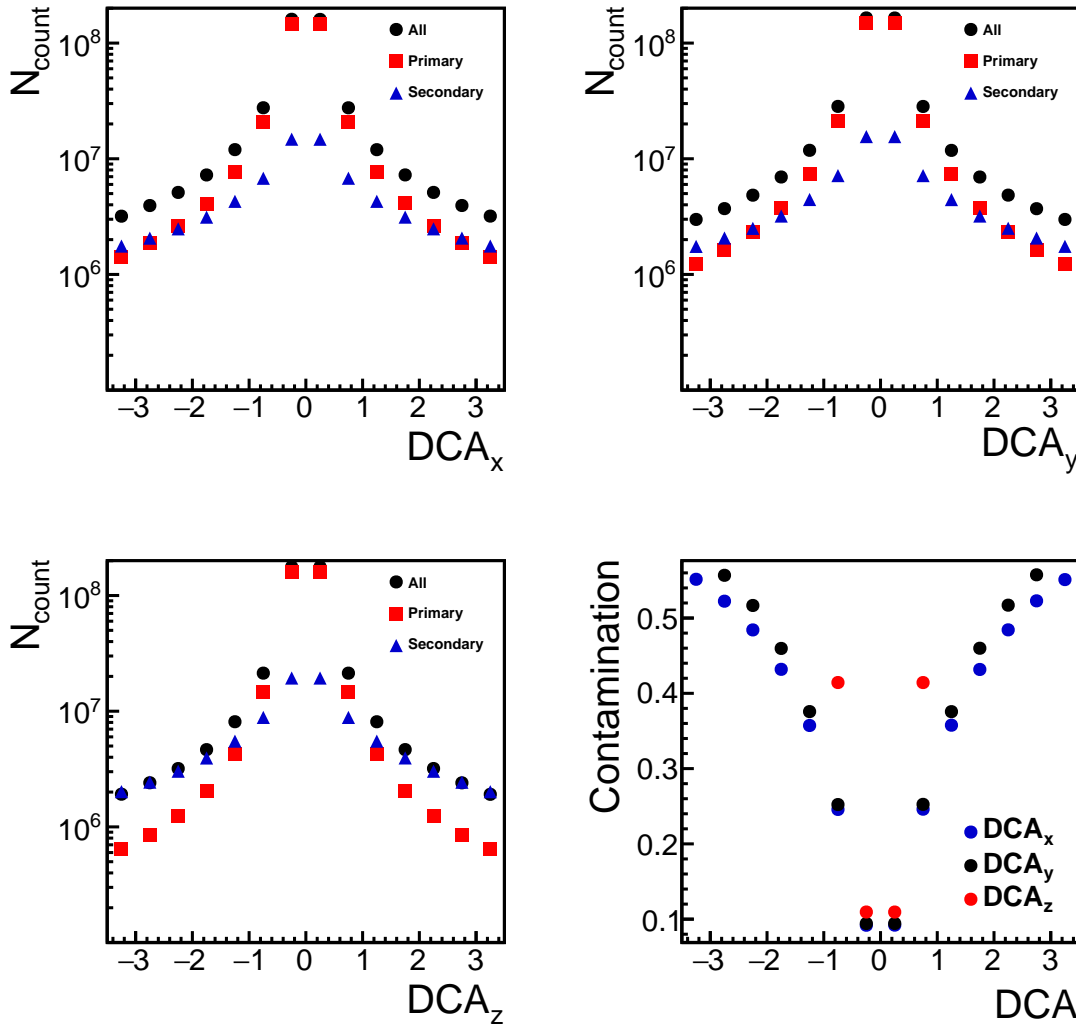 N_count
10^8
10^7
10^6
All
Primary
Secondary
−3 −2 −1 0 1 2 3
DCA_x
N_count
10^8
10^7
10^6
All
Primary
Secondary
−3 −2 −1 0 1 2 3
DCA_y
N_count
10^8
10^7
10^6
All
Primary
Secondary
−3 −2 −1 0 1 2 3
DCA_z
Contamination
0.5
0.4
0.3
0.2
0.1
DCA_x
DCA_y
DCA_z
−3 −2 −1 0 1 2 3
DCA